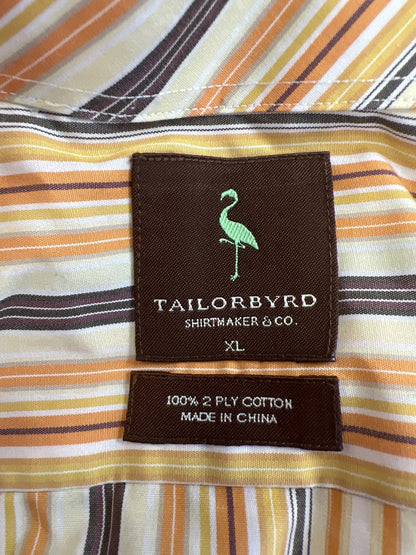 TAILORBYRD
SHIRTMAKER & CO.
XL
100% 2 PLY COTTON
MADE IN CHINA